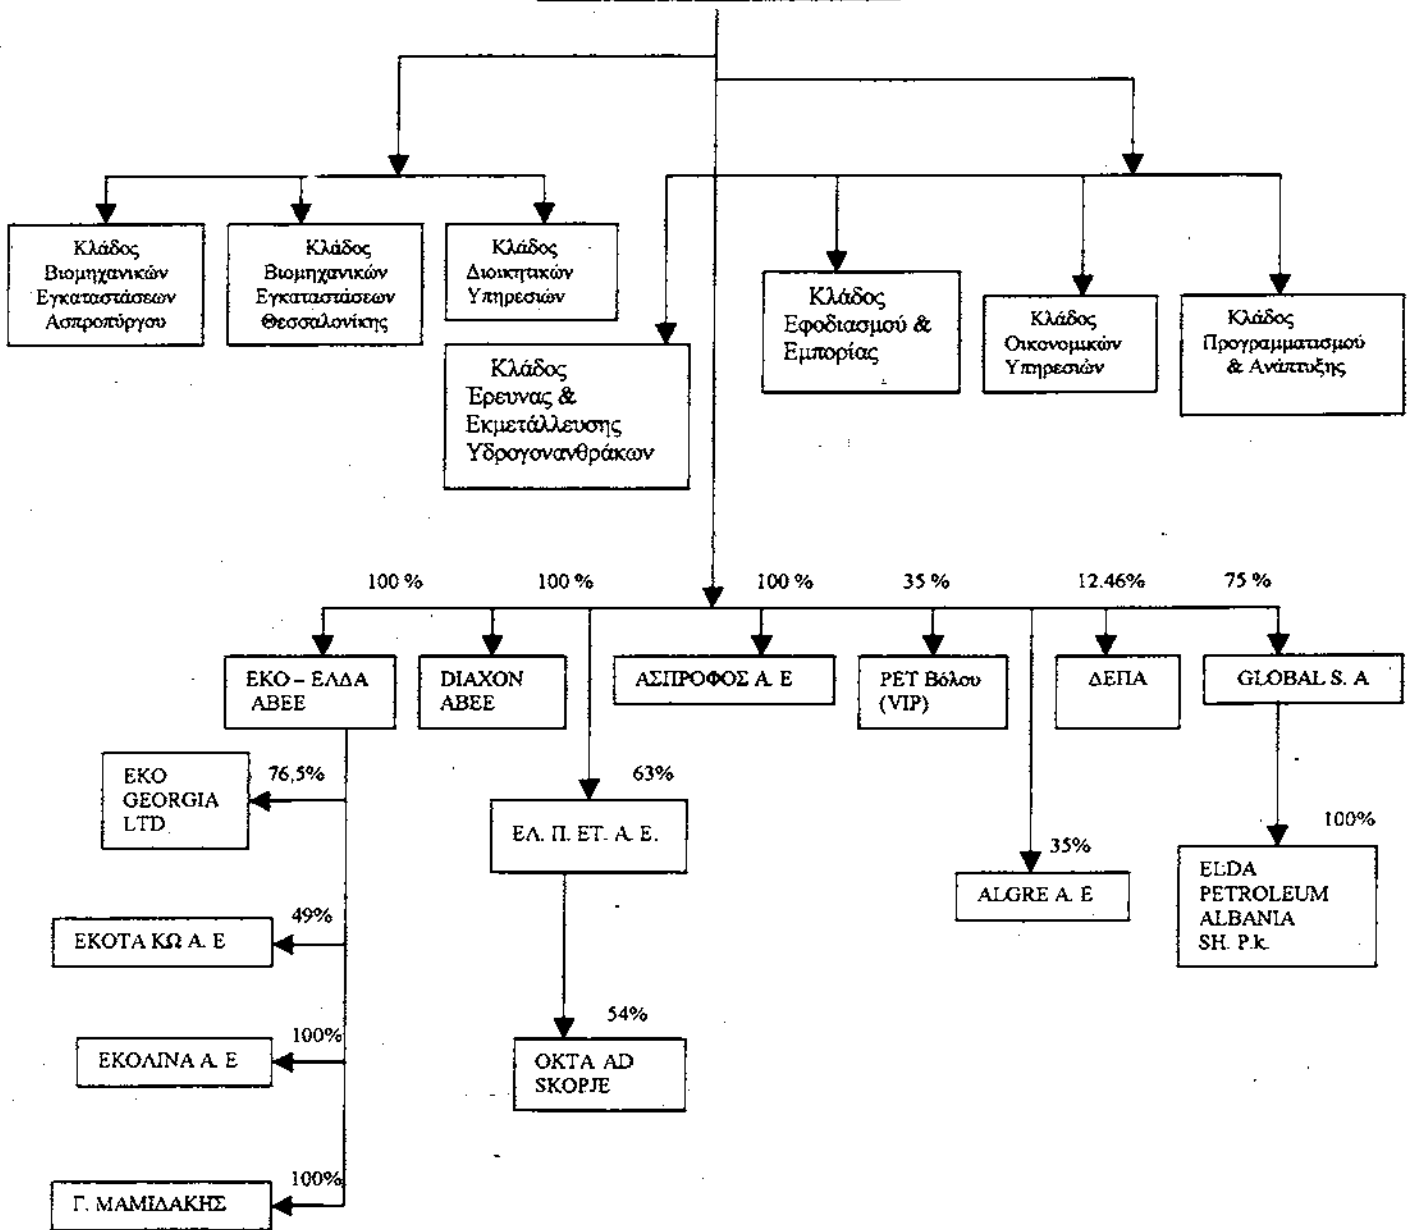 Κλάδος
Βιομηχανικών
Εγκαταστάσεων
Ασπροπύργου
Κλάδος
Βιομηχανικών
Εγκαταστάσεων
Θεσσαλονίκης
Κλάδος
Διοικητικών
Υπηρεσιών
Κλάδος
Έρευνας &
Εκμετάλλευσης
Υδρογονανθράκων
Κλάδος
Εφοδιασμού &
Εμπορίας
Κλάδος
Οικονομικών
Υπηρεσιών
Κλάδος
Προγραμματισμού
& Ανάπτυξης
100 %
100 %
100 %
35 %
12.46%
75 %
ΕΚΟ – ΕΛΔΑ
ΑΒΕΕ
DIAXON
ABEE
ΑΣΠΡΟΦΟΣ Α. Ε
PET Βόλου
(VIP)
ΔΕΠΑ
GLOBAL S. A
EKO
GEORGIA
LTD
76,5%
63%
ΕΛ. Π. ΕΤ. Α. Ε.
35%
ALGRE A. E
100%
ELDA
PETROLEUM
ALBANIA
SH. P.k.
49%
ΕΚΟΤΑ ΚΩ Α. Ε
54%
OKTA AD
SKOPJE
100%
ΕΚΟΛΙΝΑ Α. Ε
100%
Γ. ΜΑΜΙΔΑΚΗΣ